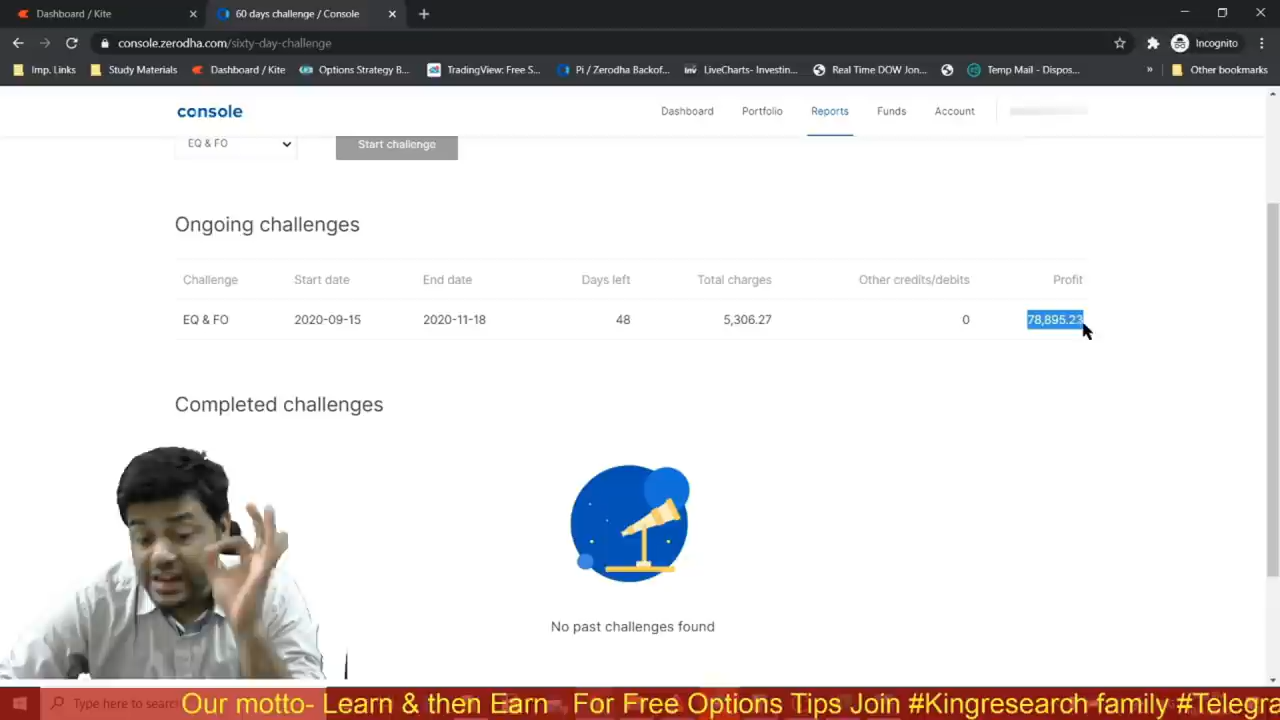 Dashboard / Kite
60 days challenge / Console
console.zerodha.com/sixty-day-challenge
Incognito
Imp. Links
Study Materials
Dashboard / Kite
Options Strategy B...
TradingView: Free S...
Pi / Zerodha Backof...
LiveCharts- Investin...
Real Time DOW Jon...
Temp Mail - Dispos...
»
Other bookmarks
console
Dashboard
Portfolio
Reports
Funds
Account
EQ & FO
Start challenge
Ongoing challenges
Challenge Start date End date Days left Total charges Other credits/debits Profit
EQ & FO 2020-09-15 2020-11-18 48 5,306.27 0 78,895.23
Completed challenges
No past challenges found
Type here to search
Our motto- Learn & then Earn For Free Options Tips Join #Kingresearch family #Telegra